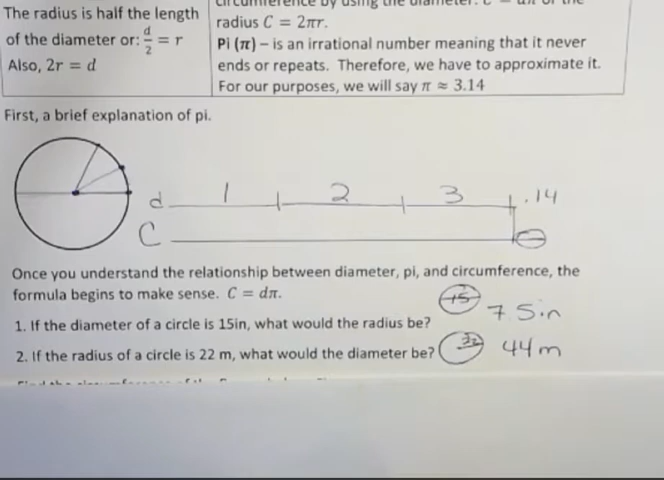 The radius is half the length
of the diameter or: d/2 = r
Also, 2r = d
radius C = 2πr.
Pi (π) – is an irrational number meaning that it never
ends or repeats. Therefore, we have to approximate it.
For our purposes, we will say π ≈ 3.14
First, a brief explanation of pi.
d 1 2 3 .14
C
Once you understand the relationship between diameter, pi, and circumference, the
formula begins to make sense. C = dπ.
1. If the diameter of a circle is 15in, what would the radius be? 15 7.5in
2. If the radius of a circle is 22 m, what would the diameter be? 44m